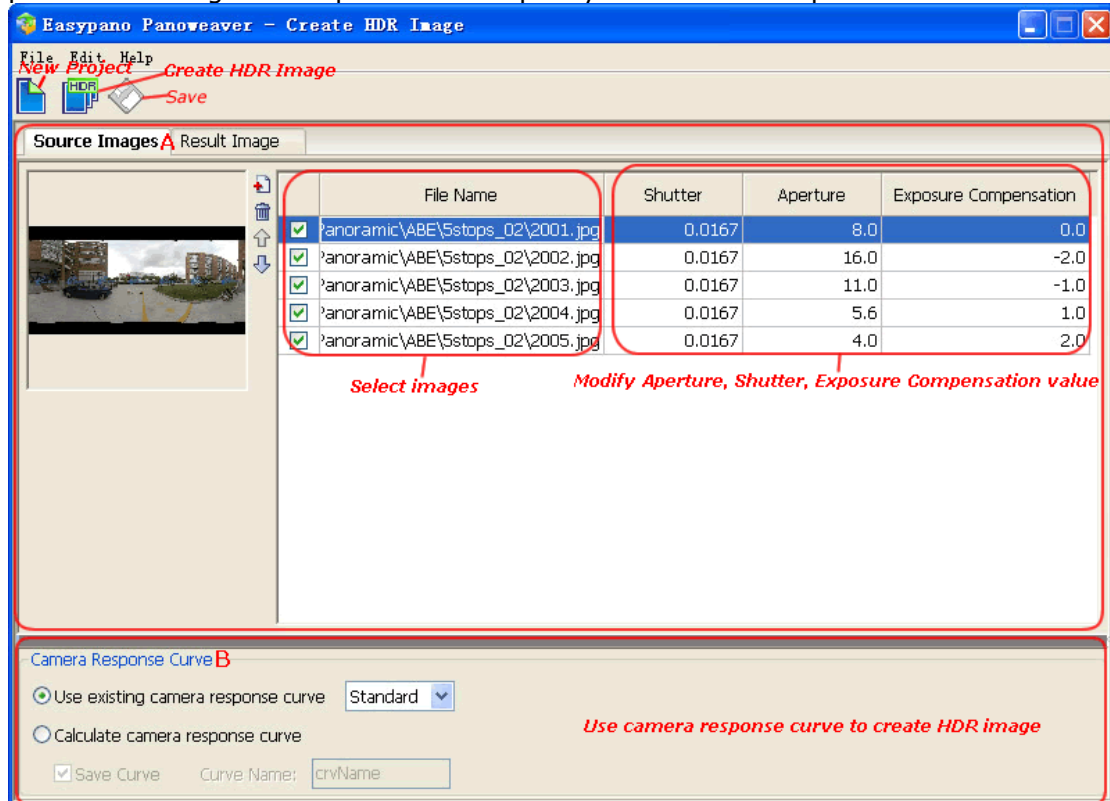 Easypano Panoweaver - Create HDR Image
File Edit Help
New Project
Create HDR Image
HDR
Save
Source Images A Result Image
File Name Shutter Aperture Exposure Compensation
Panoramic\ABE\5stops_02\2001.jpg 0.0167 8.0 0.0
Panoramic\ABE\5stops_02\2002.jpg 0.0167 16.0 -2.0
Panoramic\ABE\5stops_02\2003.jpg 0.0167 11.0 -1.0
Panoramic\ABE\5stops_02\2004.jpg 0.0167 5.6 1.0
Panoramic\ABE\5stops_02\2005.jpg 0.0167 4.0 2.0
Select images
Modify Aperture, Shutter, Exposure Compensation value
Camera Response Curve B
Use existing camera response curve Standard
Use camera response curve to create HDR image
Calculate camera response curve
Save Curve Curve Name: crvName